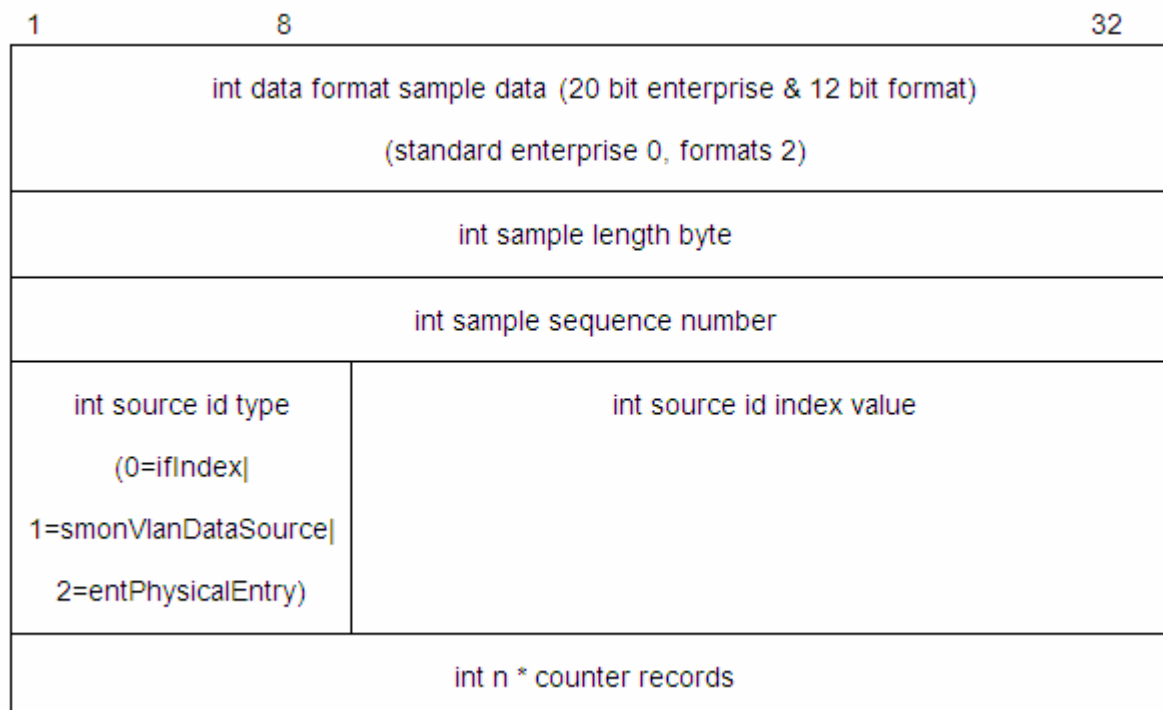 1 8 32
int data format sample data (20 bit enterprise & 12 bit format)
(standard enterprise 0, formats 2)
int sample length byte
int sample sequence number
int source id type
(0=ifIndex|
1=smonVlanDataSource|
2=entPhysicalEntry)
int source id index value
int n * counter records